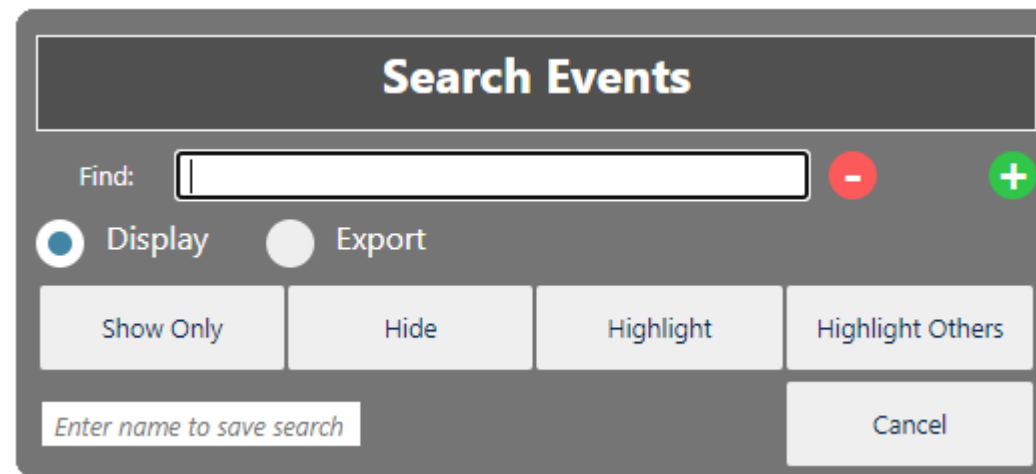 Search Events
Find: - +
Display Export
Show Only Hide Highlight Highlight Others
Enter name to save search Cancel